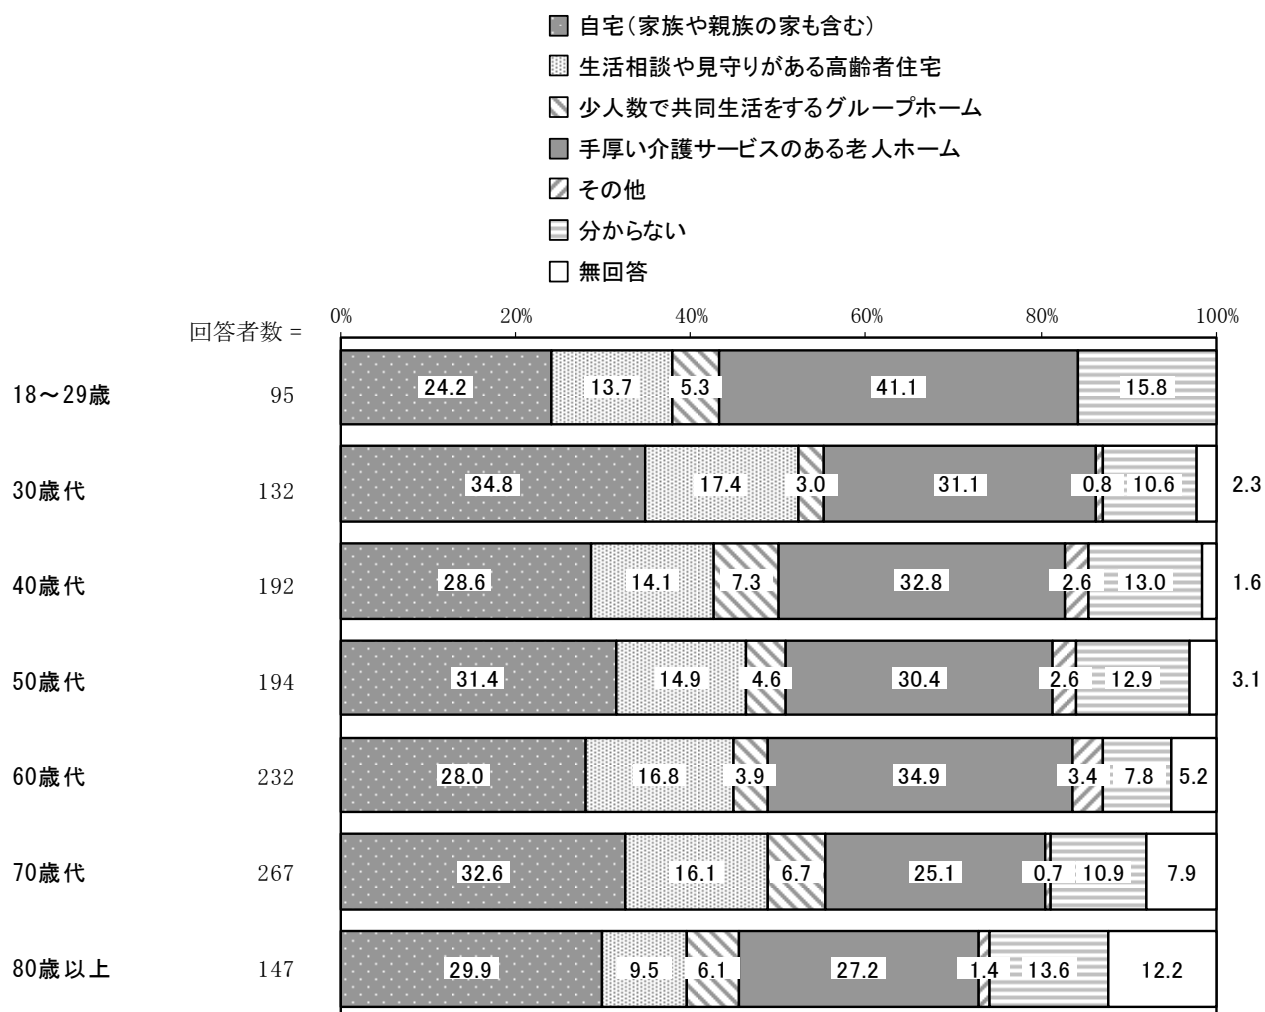 自宅（家族や親族の家も含む）
生活相談や見守りがある高齢者住宅
少人数で共同生活をするグループホーム
手厚い介護サービスのある老人ホーム
その他
分からない
無回答
回答者数 = 0% 20% 40% 60% 80% 100%
18～29歳 95 24.2 13.7 5.3 41.1 15.8
30歳代 132 34.8 17.4 3.0 31.1 0.8 10.6 2.3
40歳代 192 28.6 14.1 7.3 32.8 2.6 13.0 1.6
50歳代 194 31.4 14.9 4.6 30.4 2.6 12.9 3.1
60歳代 232 28.0 16.8 3.9 34.9 3.4 7.8 5.2
70歳代 267 32.6 16.1 6.7 25.1 0.7 10.9 7.9
80歳以上 147 29.9 9.5 6.1 27.2 1.4 13.6 12.2